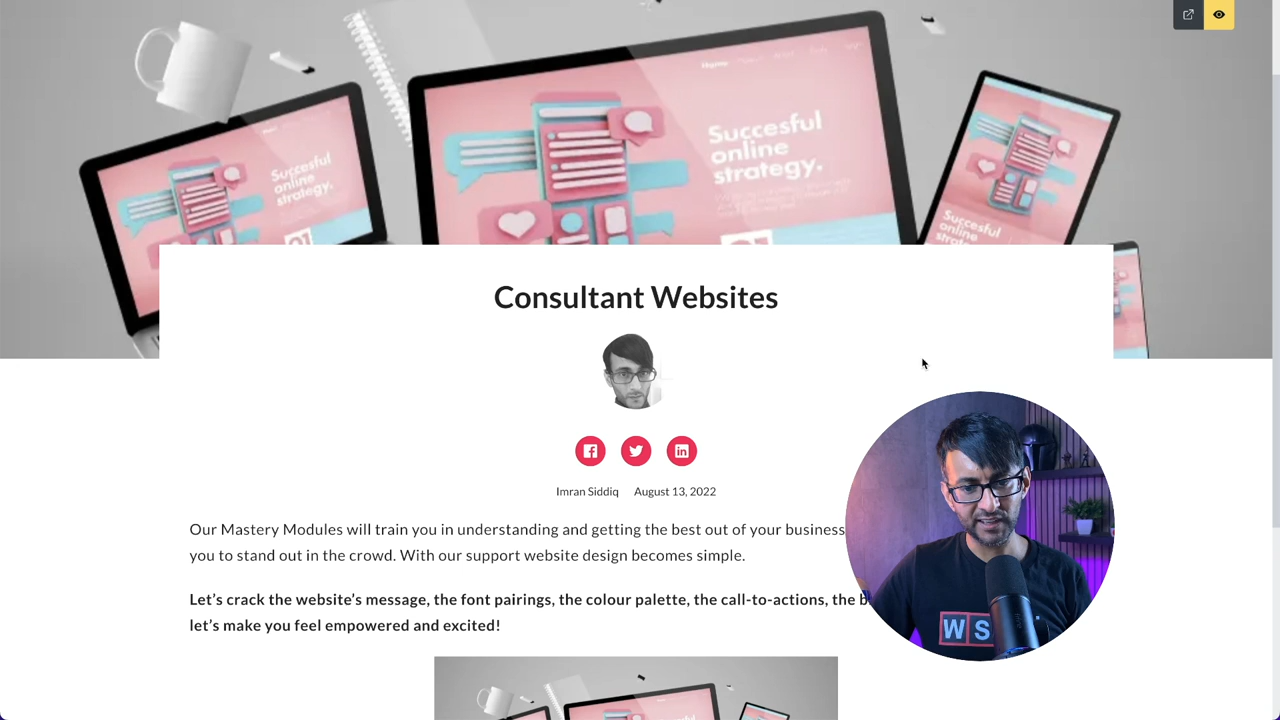 Home
Succesful
online
strategy.
Succesful
online
strategy.
Succesful
online
Consultant Websites
Imran Siddiq August 13, 2022
Our Mastery Modules will train you in understanding and getting the best out of your business
you to stand out in the crowd. With our support website design becomes simple.
Let’s crack the website’s message, the font pairings, the colour palette, the call-to-actions, the b
let’s make you feel empowered and excited!
WS